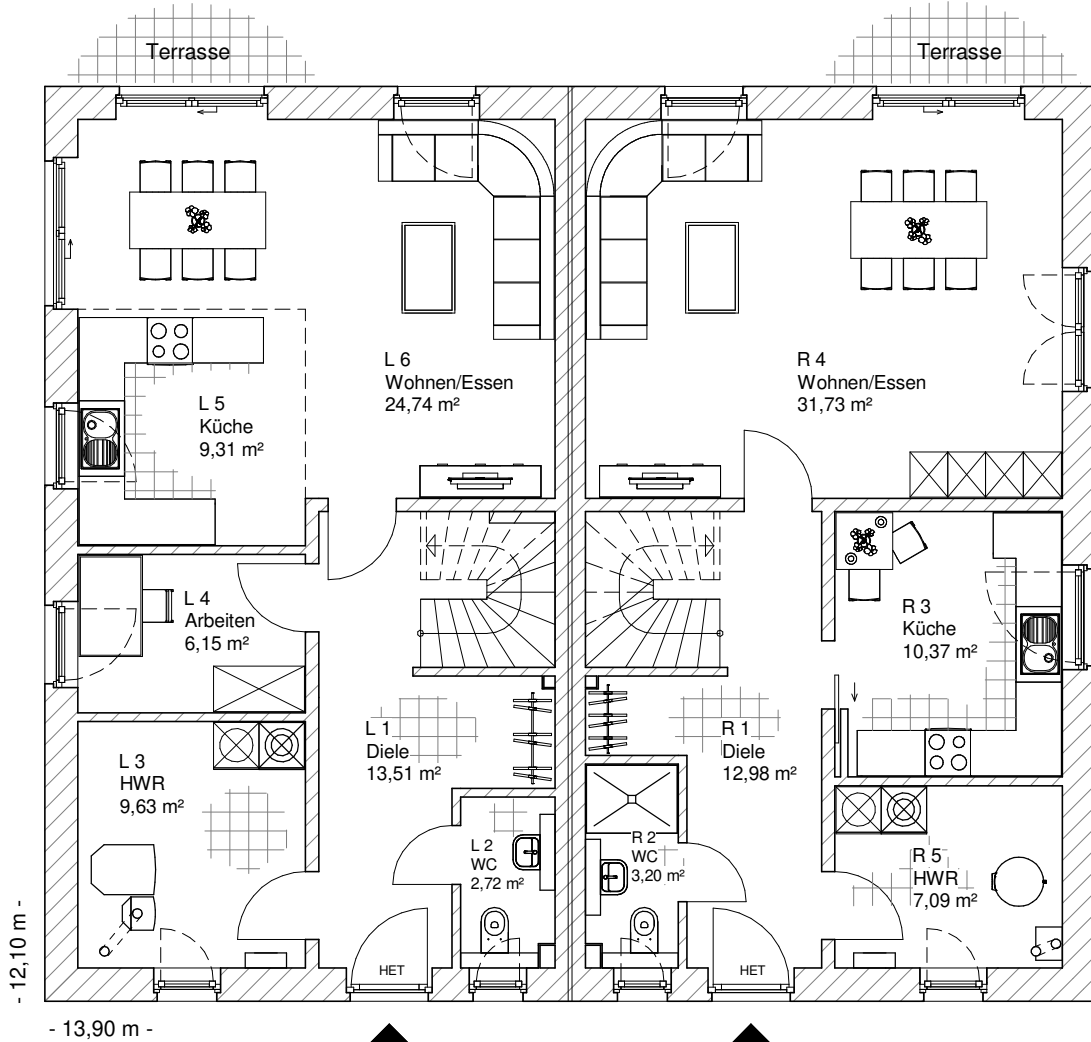 Terrasse
Terrasse
L 6
Wohnen/Essen
24,74 m²
R 4
Wohnen/Essen
31,73 m²
L 5
Küche
9,31 m²
L 4
Arbeiten
6,15 m²
R 3
Küche
10,37 m²
L 1
Diele
13,51 m²
R 1
Diele
12,98 m²
L 3
HWR
9,63 m²
L 2
WC
2,72 m²
R 2
WC
3,20 m²
R 5
HWR
7,09 m²
HET
HET
- 12,10 m -
- 13,90 m -